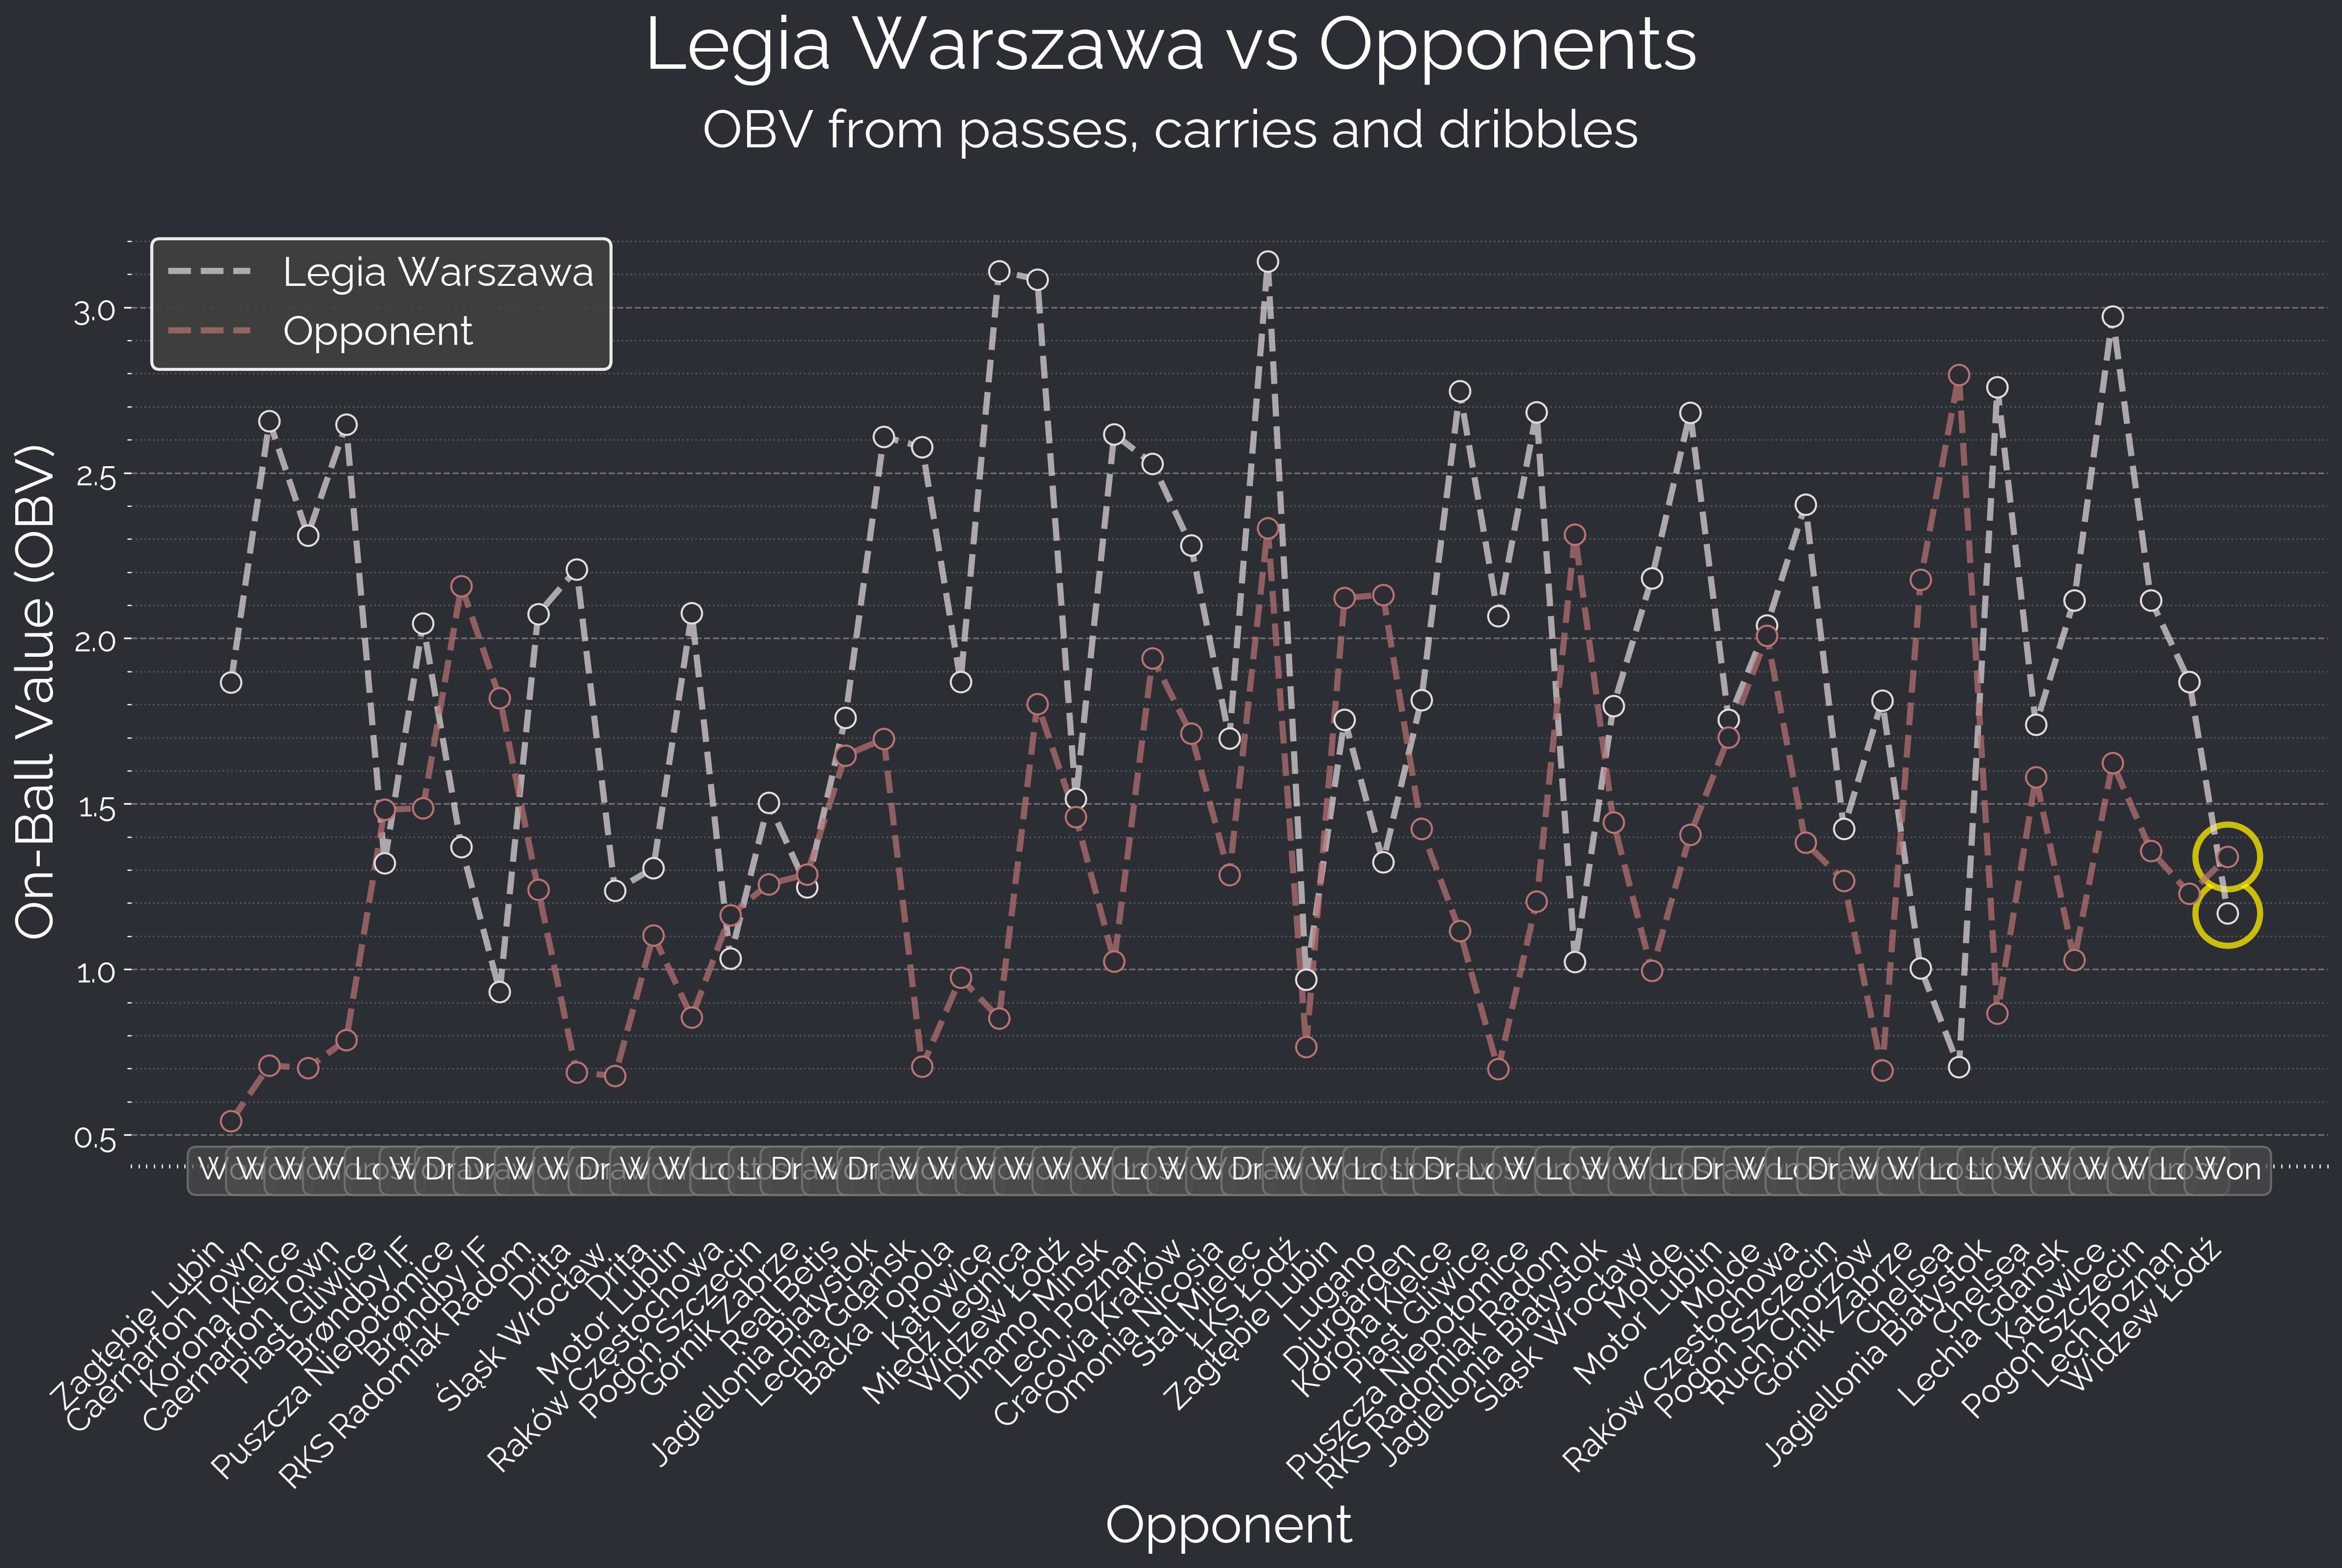 Legia Warszawa vs Opponents
OBV from passes, carries and dribbles
Legia Warszawa
Opponent
On-Ball Value (OBV)
3.0
2.5
2.0
1.5
1.0
0.5
Won
Zagłębie Lubin
Caernarfon Town
Korona Kielce
Caernarfon Town
Piast Gliwice
Brøndby IF
Puszcza Niepołomice
Brøndby IF
RKS Radomiak Radom
Drita
Śląsk Wrocław
Drita
Motor Lublin
Raków Częstochowa
Pogoń Szczecin
Górnik Zabrze
Real Betis
Jagiellonia Białystok
Lechia Gdańsk
Backa Topola
Katowice
Miedź Legnica
Widzew Łódź
Dinamo Minsk
Lech Poznań
Cracovia Kraków
Omonia Nicosia
Stal Mielec
ŁKS Łódź
Zagłębie Lubin
Lugano
Djurgården
Korona Kielce
Piast Gliwice
Puszcza Niepołomice
RKS Radomiak Radom
Jagiellonia Białystok
Śląsk Wrocław
Molde
Motor Lublin
Molde
Raków Częstochowa
Pogoń Szczecin
Ruch Chorzów
Górnik Zabrze
Chelsea
Jagiellonia Białystok
Chelsea
Lechia Gdańsk
Katowice
Pogoń Szczecin
Lech Poznań
Widzew Łódź
Opponent